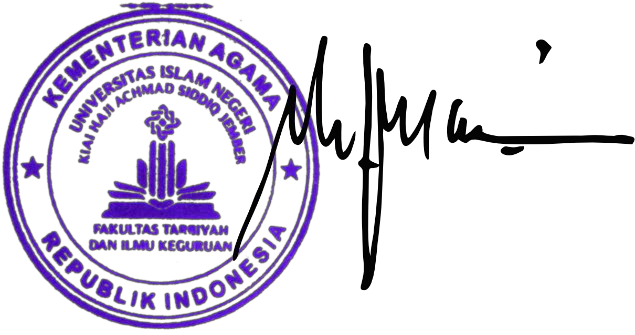 KEMENTERIAN AGAMA
UNIVERSITAS ISLAM NEGERI
KIAI HAJI ACHMAD SIDDIQ JEMBER
FAKULTAS TARBIYAH
DAN ILMU KEGURUAN
REPUBLIK INDONESIA